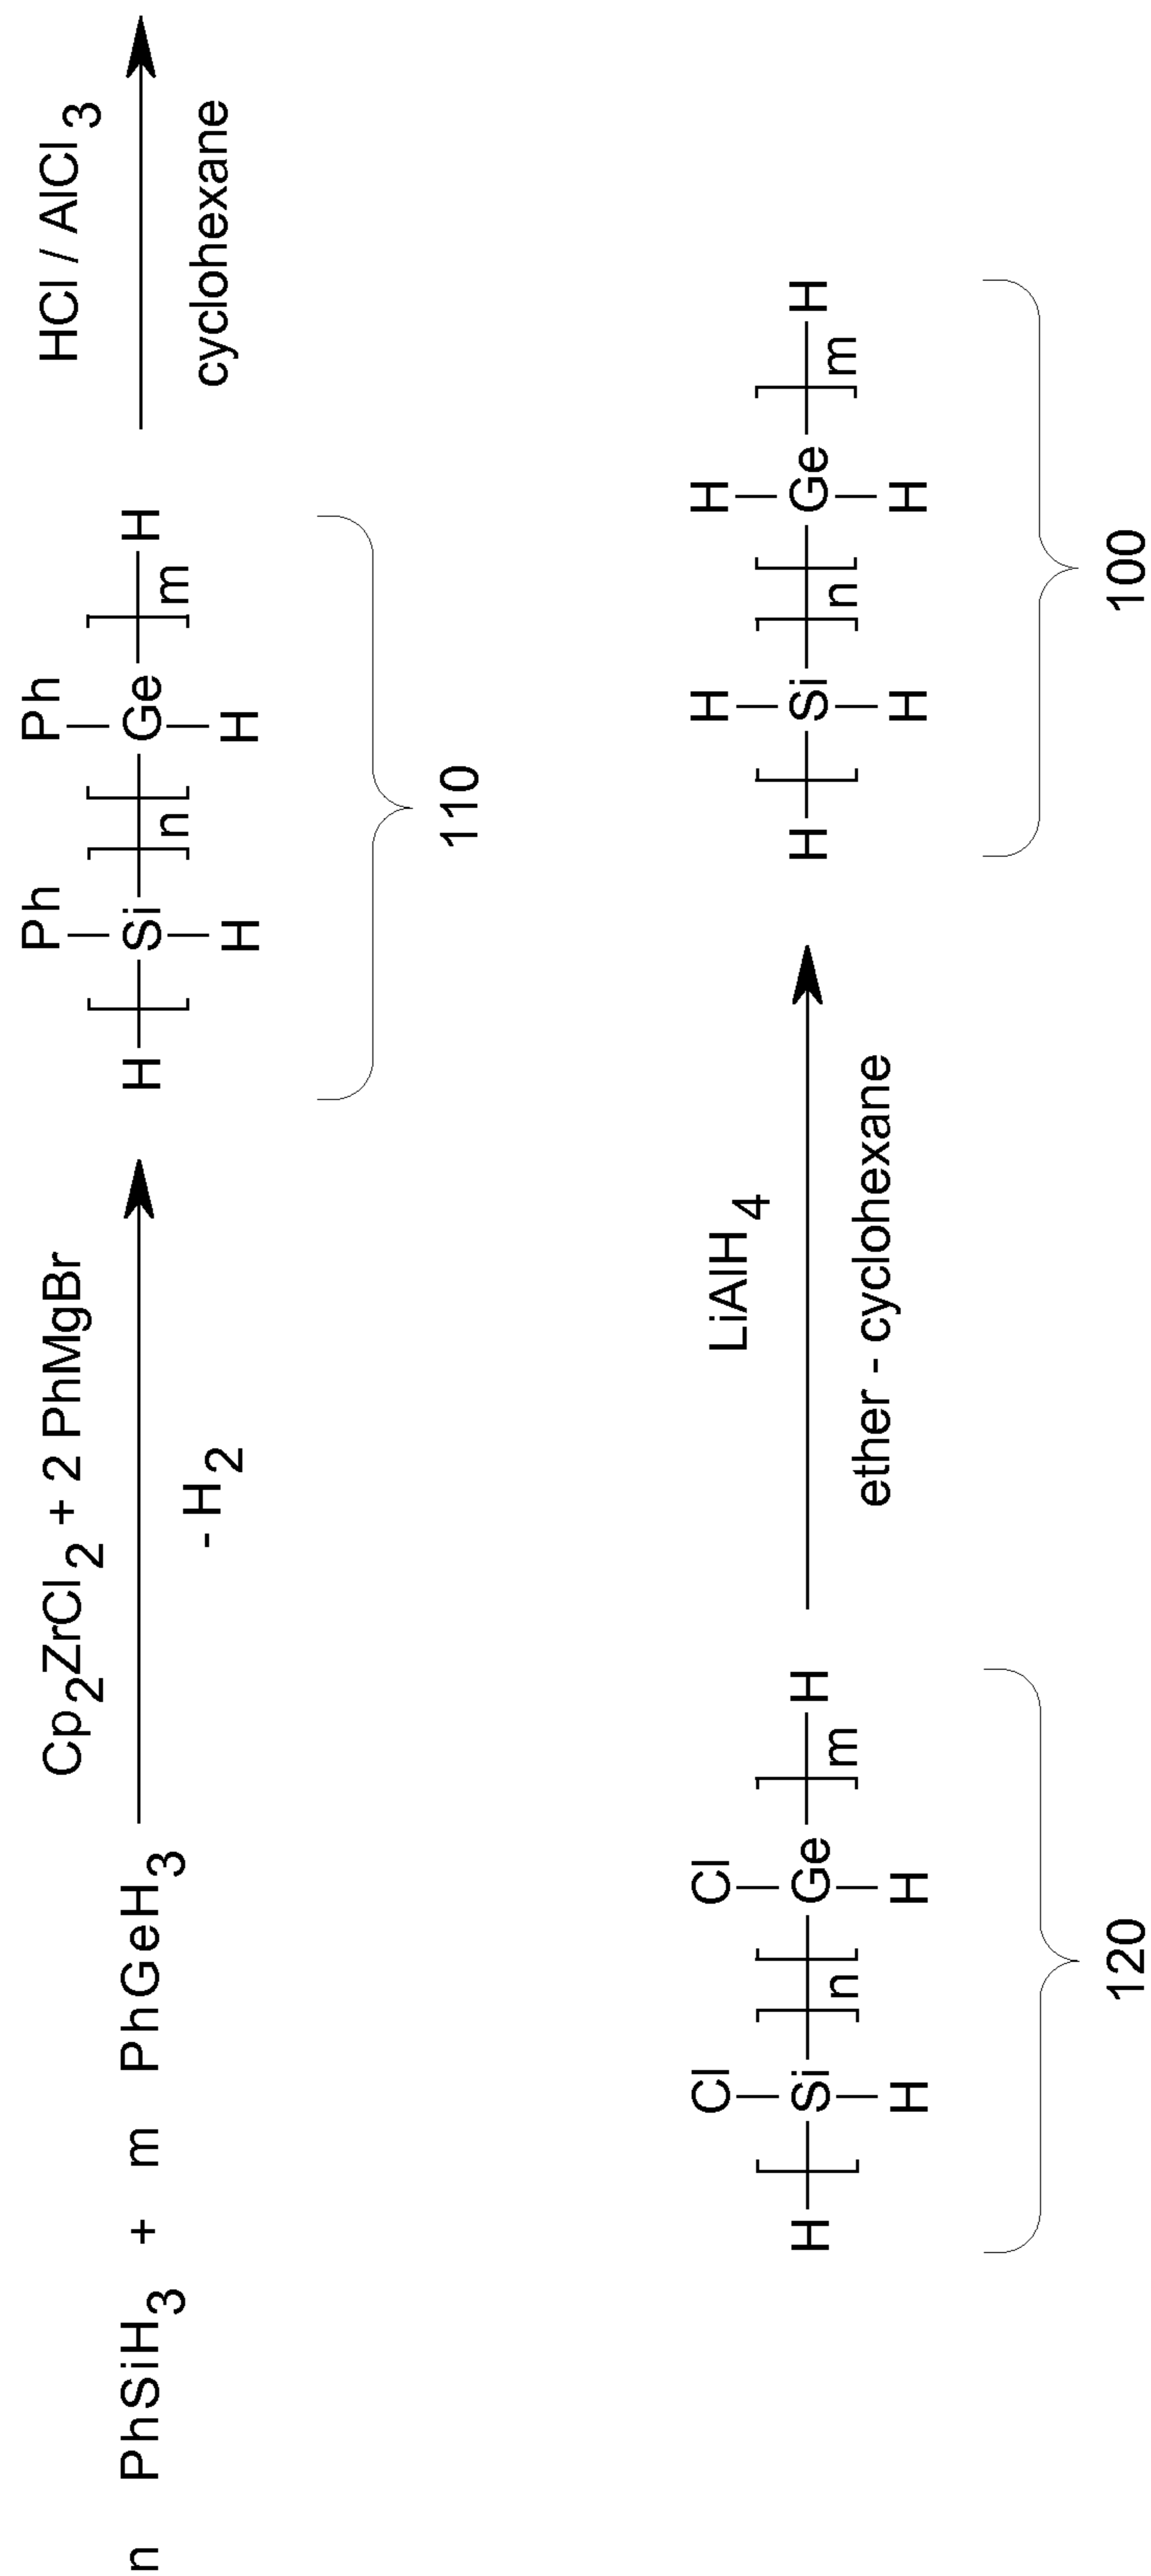 Cp2ZrCl2 + 2 PhMgBr
HCl / AlCl3
n PhSiH3 + m PhGeH3
- H2
cyclohexane
Ph Ph
H [ Si ] n [ Ge ] m H
H H
110
LiAlH4
ether - cyclohexane
Cl Cl
H [ Si ] n [ Ge ] m H
H H
120
H H
H [ Si ] n [ Ge ] m H
H H
100